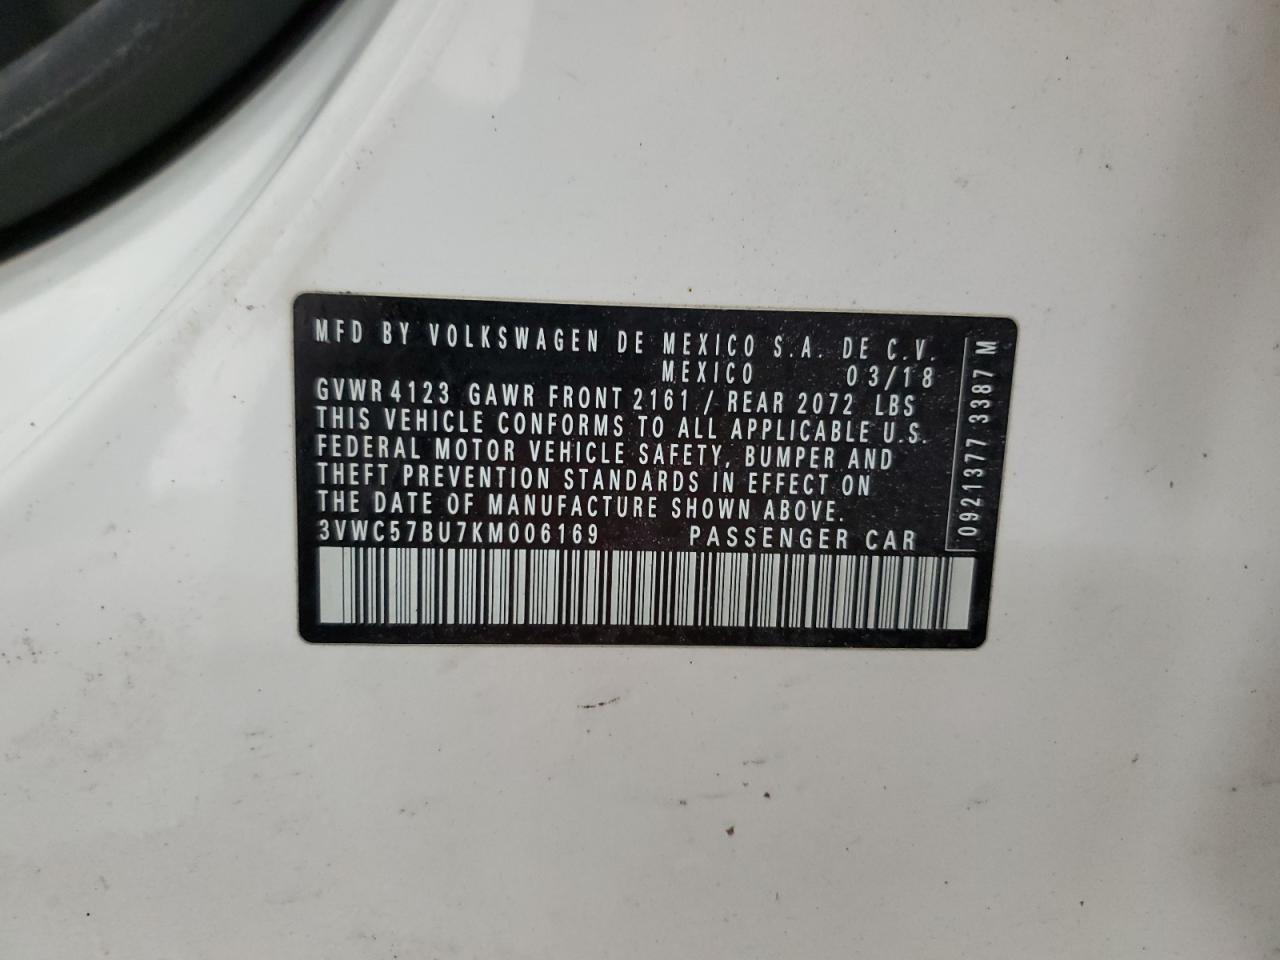 MFD BY VOLKSWAGEN DE MEXICO S.A. DE C.V.
MEXICO 03/18
GVWR 4123 GAWR FRONT 2161 / REAR 2072 LBS
THIS VEHICLE CONFORMS TO ALL APPLICABLE U.S.
FEDERAL MOTOR VEHICLE SAFETY, BUMPER AND
THEFT PREVENTION STANDARDS IN EFFECT ON
THE DATE OF MANUFACTURE SHOWN ABOVE.
3VWC57BU7KM006169 PASSENGER CAR
0921377 3387 M